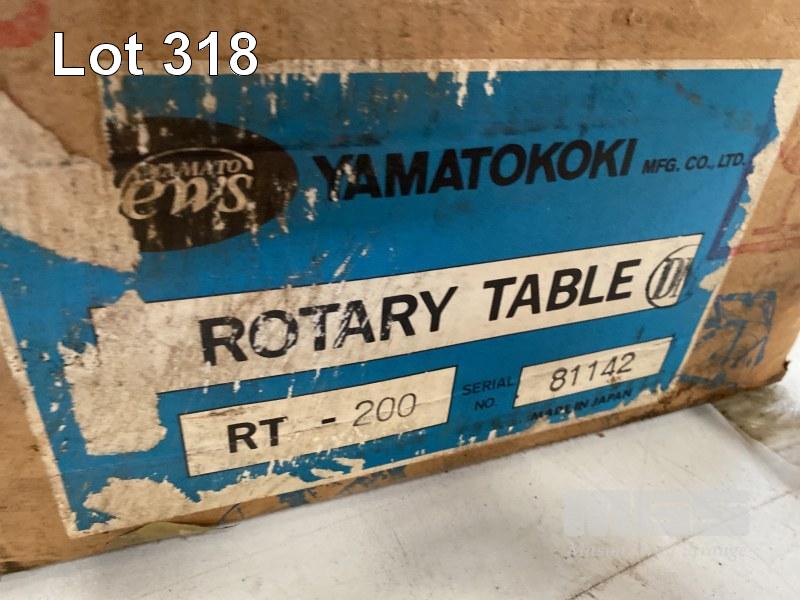 Lot 318
YAMATO
ews
YAMATOKOKI MFG. CO., LTD.
ROTARY TABLE
RT - 200
SERIAL NO. 81142
MADE IN JAPAN